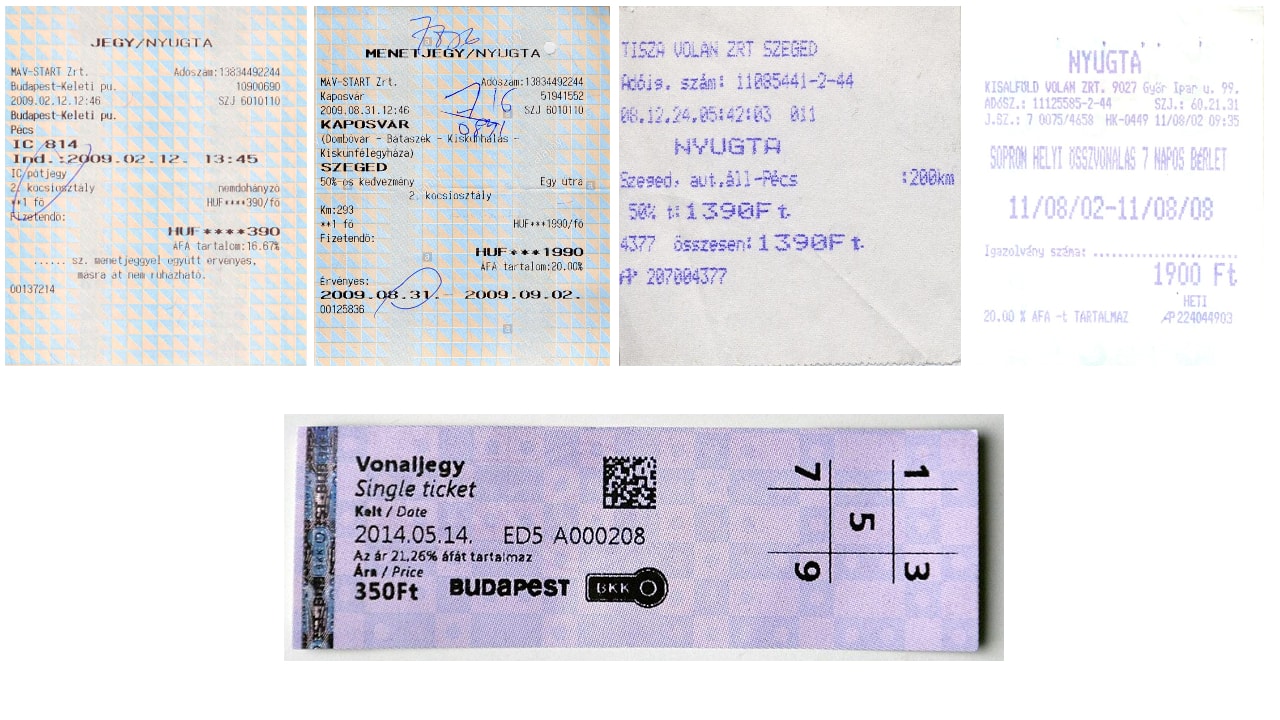 JEGY/NYUGTA
MAV-START Zrt. Adószám:13834492244
Budapest-Keleti pu. 10900690
2009.02.12.12:46 SZJ 6010110
Budapest-Keleti pu.
Pécs
IC 814
Ind.:2009.02.12. 13:45
IC pótjegy
2. kocsiosztály nemdohányzó
**1 fő HUF****390/fő
Fizetendő:
HUF****390
ÁFA tartalom:16.67%
...... sz. menetjeggyel együtt érvényes,
másra át nem ruházható.
00137214
MENETJEGY/NYUGTA
MAV-START Zrt. Adószám:13834492244
Kaposvár 51941552
2009.08.31.12:46 SZJ 6010110
KAPOSVÁR
(Dombóvár - Bátaszék - Kiskunhalas -
Kiskunfélegyháza)
SZEGED
50%-os kedvezmény Egy útra
2. kocsiosztály
Km:293
**1 fő HUF***1990/fő
Fizetendő:
HUF***1990
ÁFA tartalom:20.00%
Érvényes:
2009.08.31.- 2009.09.02.
00125836
TISZA VOLÁN ZRT SZEGED
Adóig. szám: 11085441-2-44
08.12.24.05:42:03 011
NYUGTA
Szeged, aut.áll-Pécs :200km
50% t:1390Ft
4377 összesen:1390Ft
AP 207004377
NYUGTA
KISALFÖLD VOLÁN ZRT. 9027 Győr Ipar u. 99.
ADÓSZ.: 11125585-2-44 SZJ.: 60.21.31
J.SZ.: 7 0075/4658 HK-0449 11/08/02 09:35
SOPRON HELYI ÖSSZVONALAS 7 NAPOS BÉRLET
11/08/02-11/08/08
Igazolvány száma: ........................
1900 Ft
HETI
20.00 % ÁFA -t TARTALMAZ AP 224044903
Vonaljegy
Single ticket
Kelt / Date
2014.05.14. ED5 A000208
Az ár 21,26% áfát tartalmaz
Ára / Price
350Ft BUDAPEST BKK
7 1
5
9 3